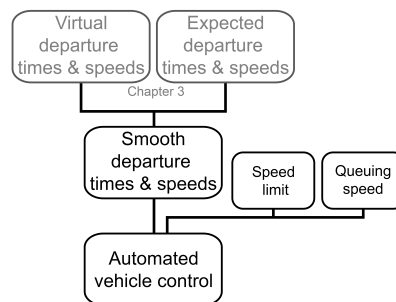 Virtual
departure
times & speeds
Expected
departure
times & speeds
Chapter 3
Smooth
departure
times & speeds
Speed
limit
Queuing
speed
Automated
vehicle control